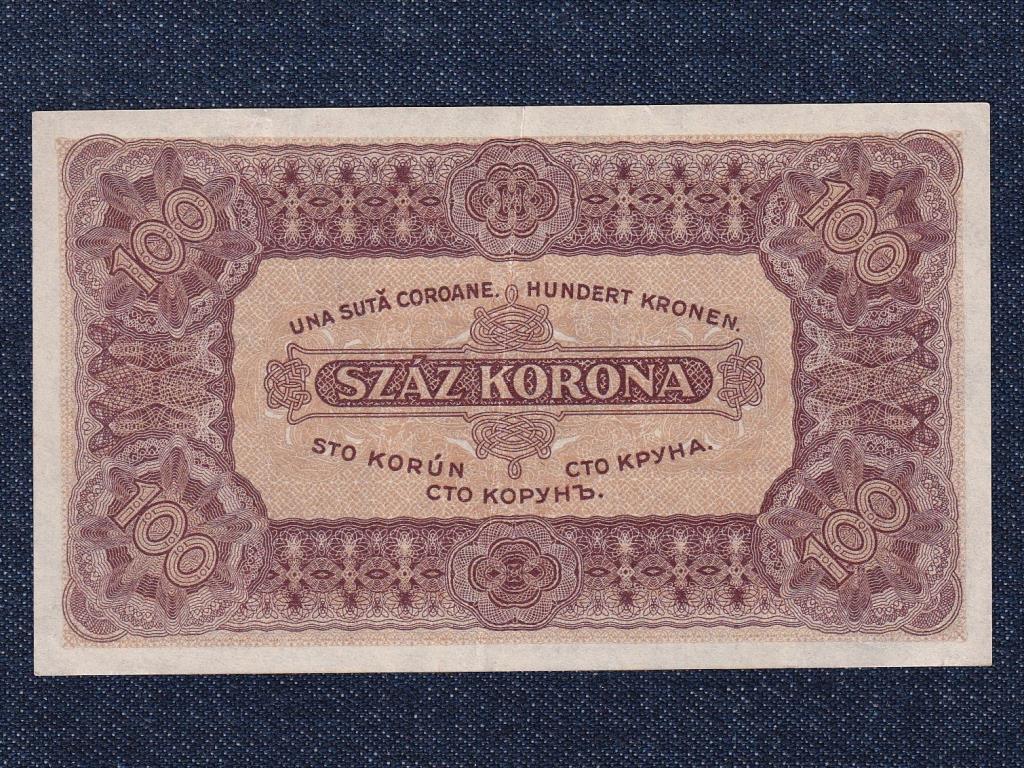 100 100
UNA SUTĂ COROANE. HUNDERT KRONEN.
SZÁZ KORONA
STO KORÚN СТО КРУНА.
СТО КОРУНЪ.
100 100